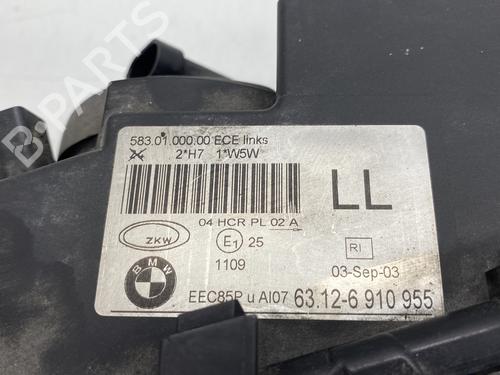 583.01.000.00 ECE links
2*H7 1*W5W
LL
04 HCR PL 02 A
ZKW
E1 25
RI
1109
03-Sep-03
BMW
EEC85P u AI07 63.12-6 910 955
B-PARTS